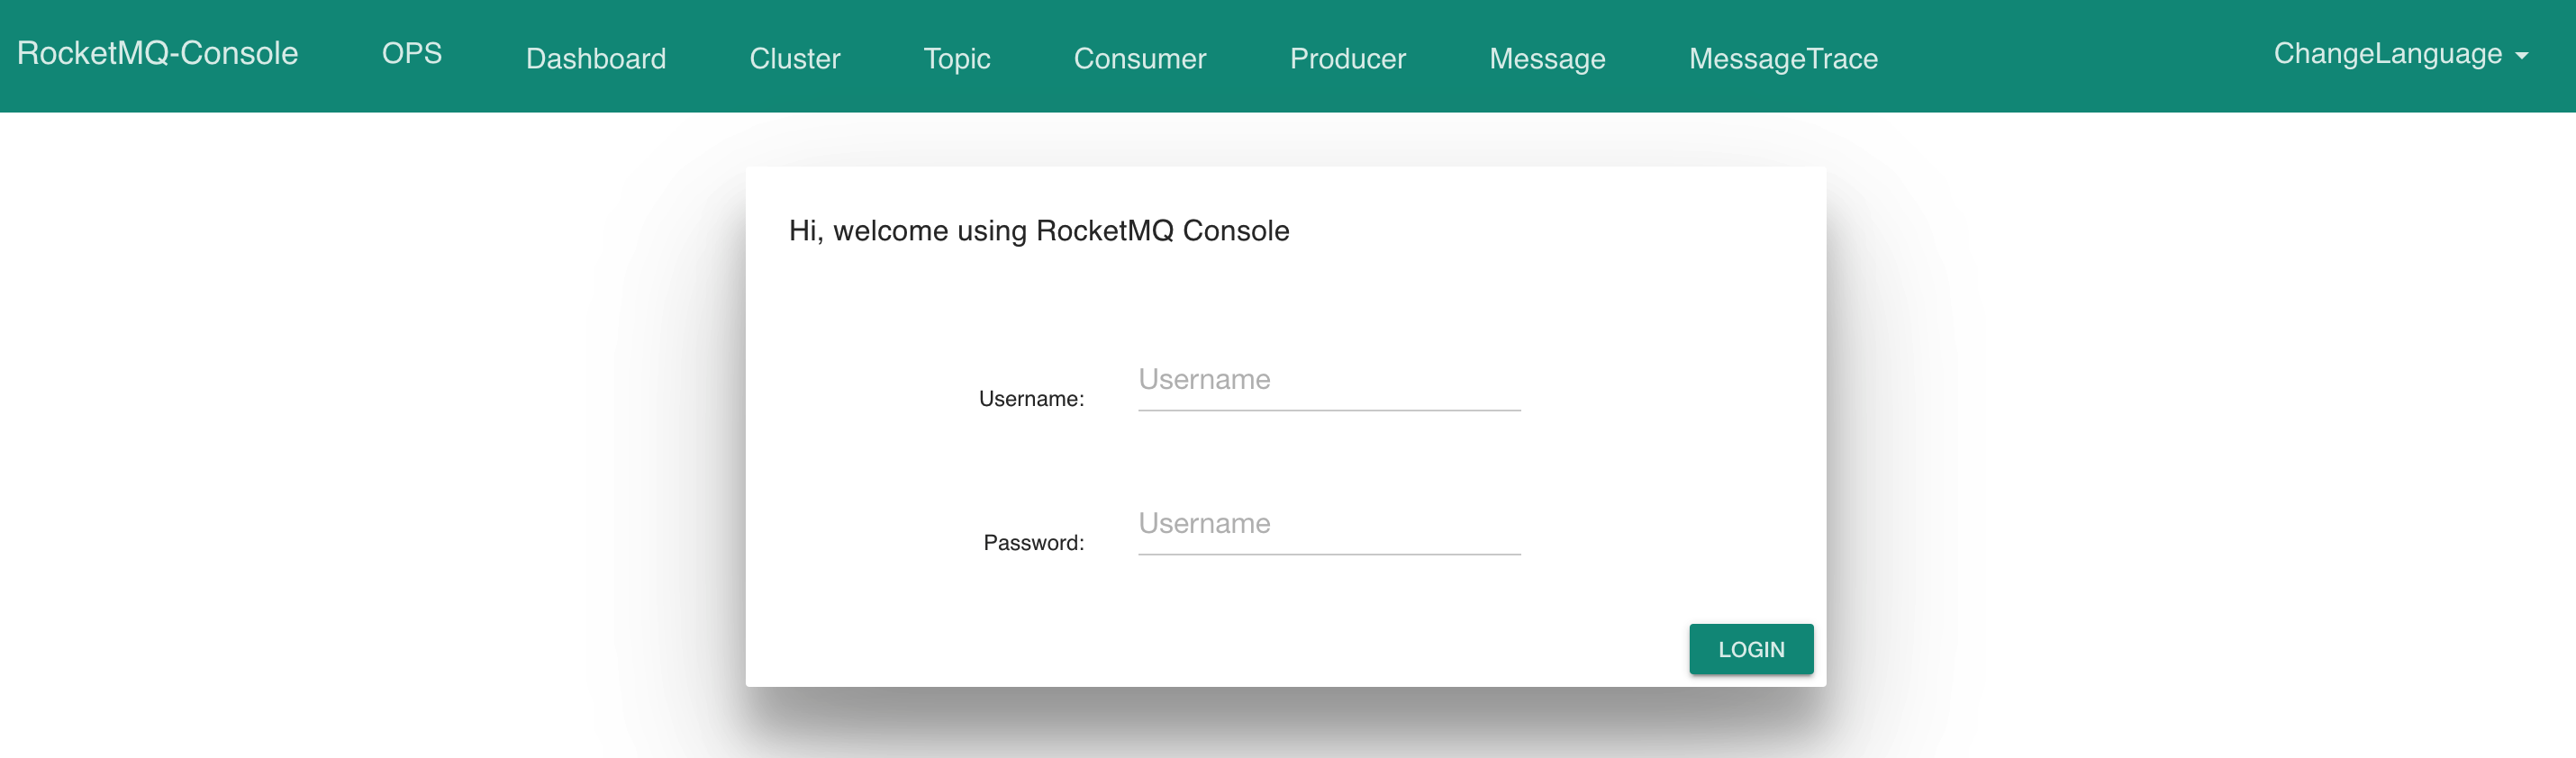 RocketMQ-Console OPS Dashboard Cluster Topic Consumer Producer Message MessageTrace ChangeLanguage
Hi, welcome using RocketMQ Console
Username: Username
Password: Username
LOGIN